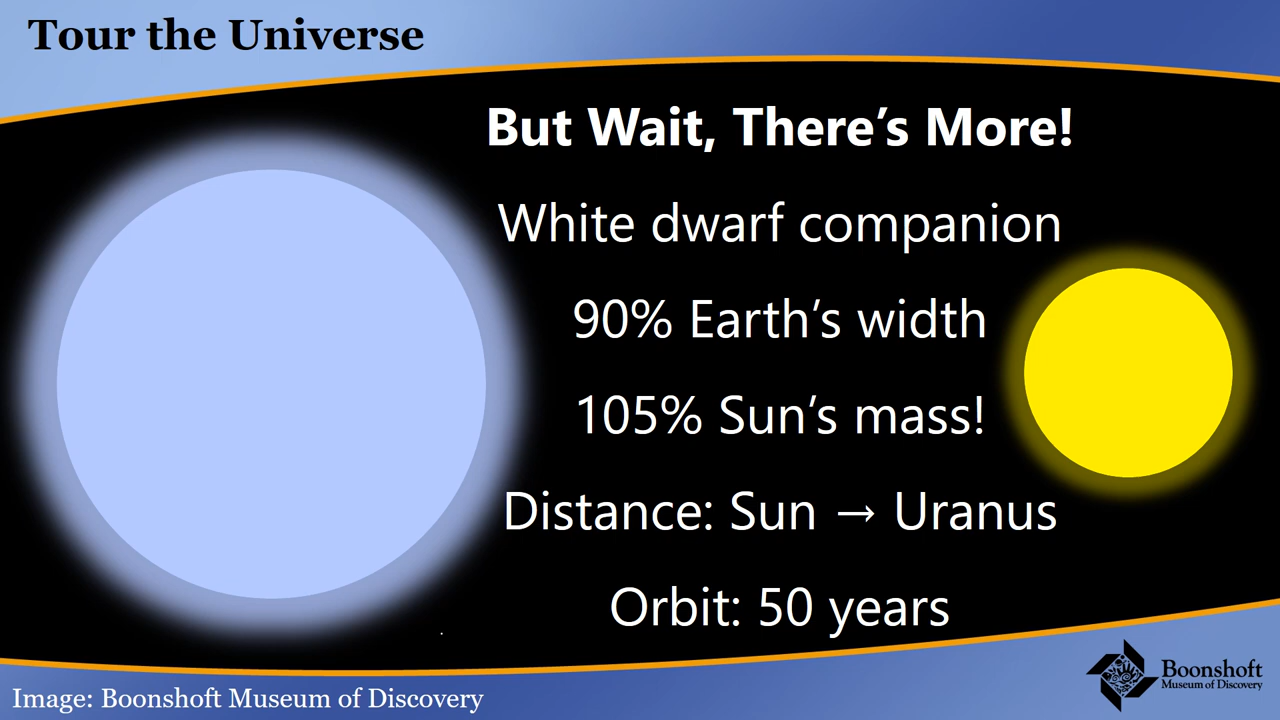 Tour the Universe
But Wait, There’s More!
White dwarf companion
90% Earth’s width
105% Sun’s mass!
Distance: Sun → Uranus
Orbit: 50 years
Image: Boonshoft Museum of Discovery
Boonshoft
Museum of Discovery